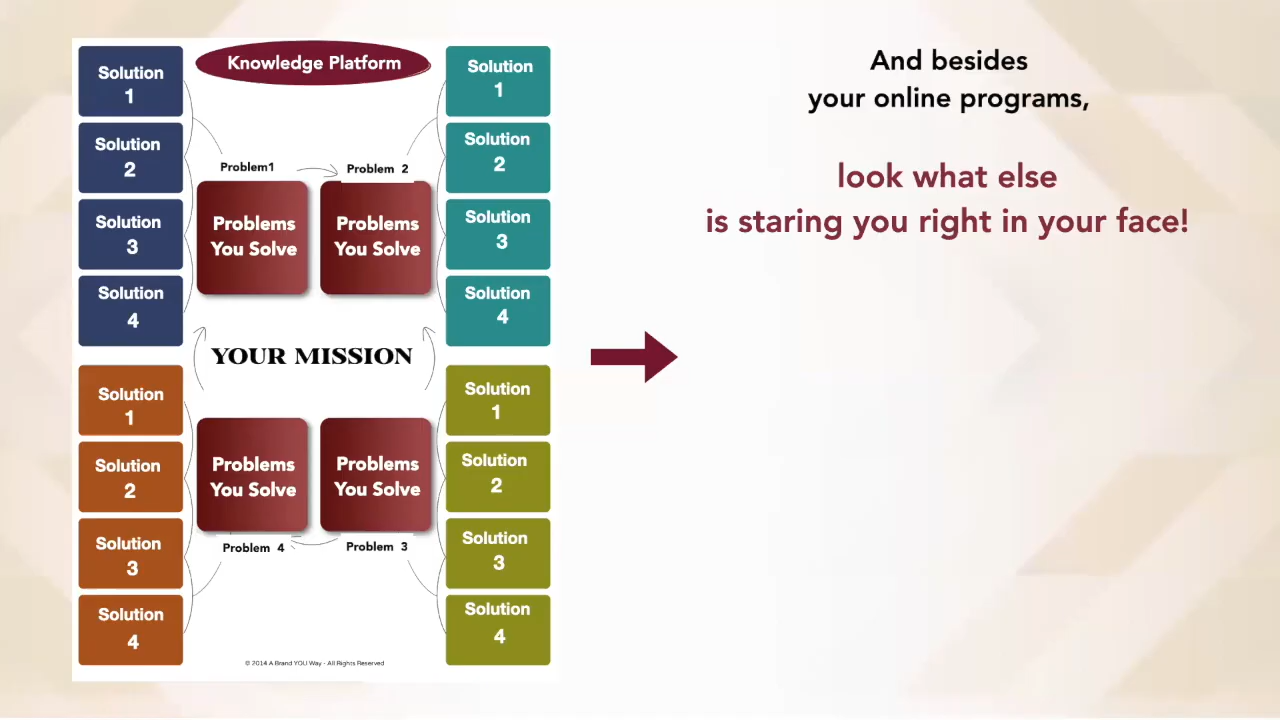 Knowledge Platform
Solution
1
Solution
2
Solution
3
Solution
4
Solution
1
Solution
2
Solution
3
Solution
4
Problem1
Problem 2
Problems
You Solve
Problems
You Solve
YOUR MISSION
Solution
1
Solution
2
Solution
3
Solution
4
Problems
You Solve
Problems
You Solve
Problem 4
Problem 3
Solution
1
Solution
2
Solution
3
Solution
4
© 2014 A Brand YOU Way - All Rights Reserved
And besides
your online programs,
look what else
is staring you right in your face!